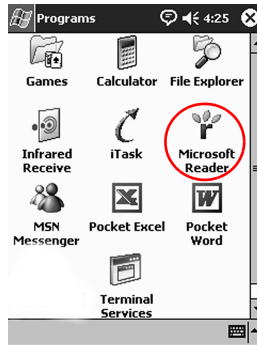 Programs 4:25
Games Calculator File Explorer
Infrared Receive iTask Microsoft Reader
MSN Messenger Pocket Excel Pocket Word
Terminal Services